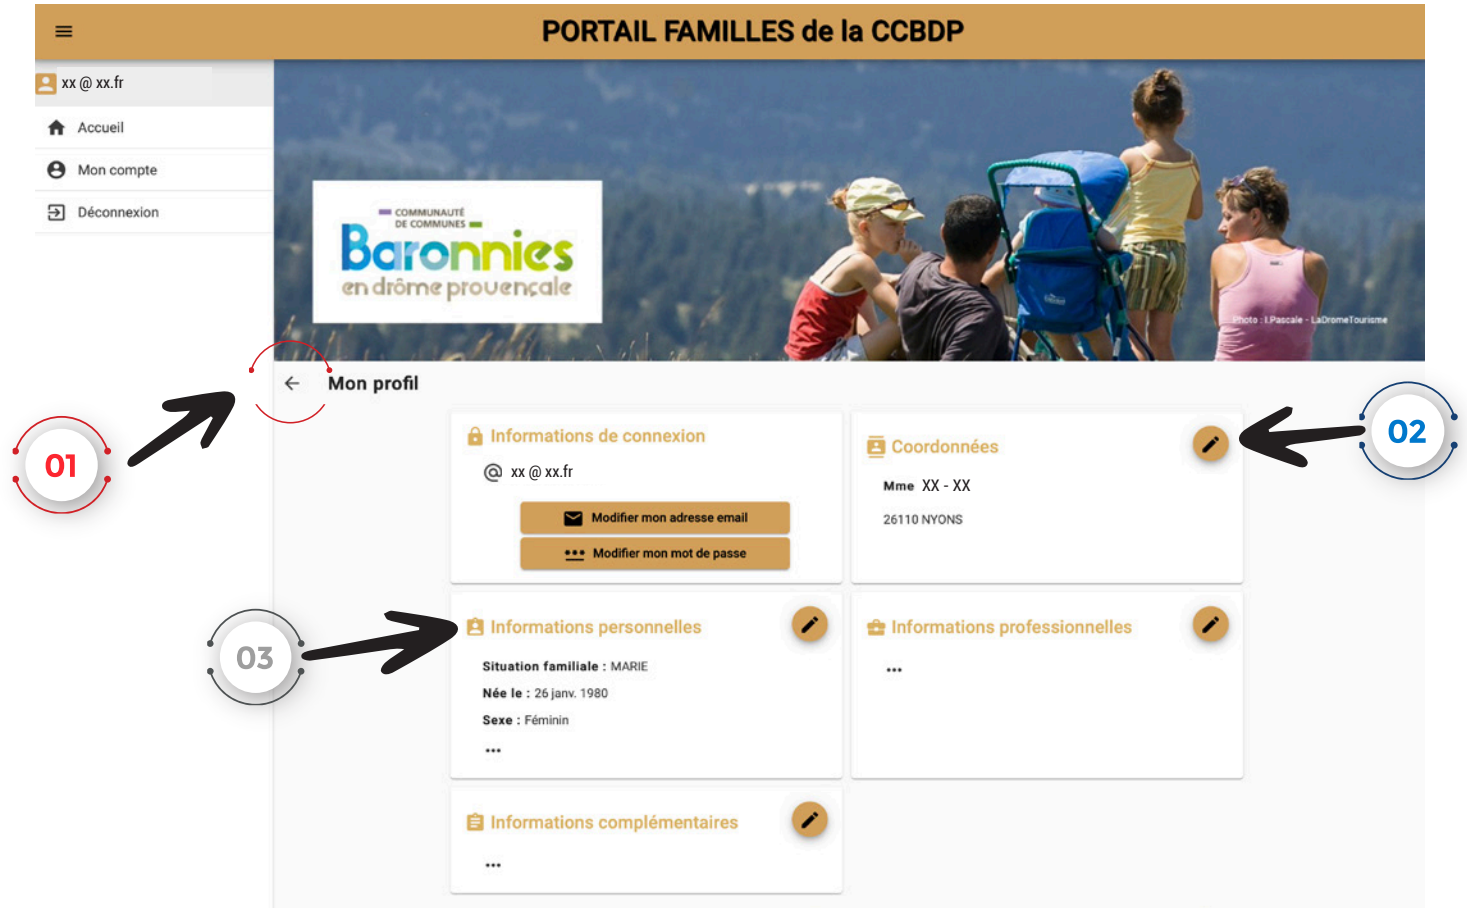 PORTAIL FAMILLES de la CCBDP
xx @ xx.fr
Accueil
Mon compte
Déconnexion
COMMUNAUTÉ
DE COMMUNES
Baronnies
en drôme provençale
Photo : I.Pascale - LaDromeTourisme
Mon profil
01
02
03
Informations de connexion
@ xx @ xx.fr
Modifier mon adresse email
Modifier mon mot de passe
Coordonnées
Mme XX - XX
26110 NYONS
Informations personnelles
Situation familiale : MARIE
Née le : 26 janv. 1980
Sexe : Féminin
...
Informations professionnelles
...
Informations complémentaires
...